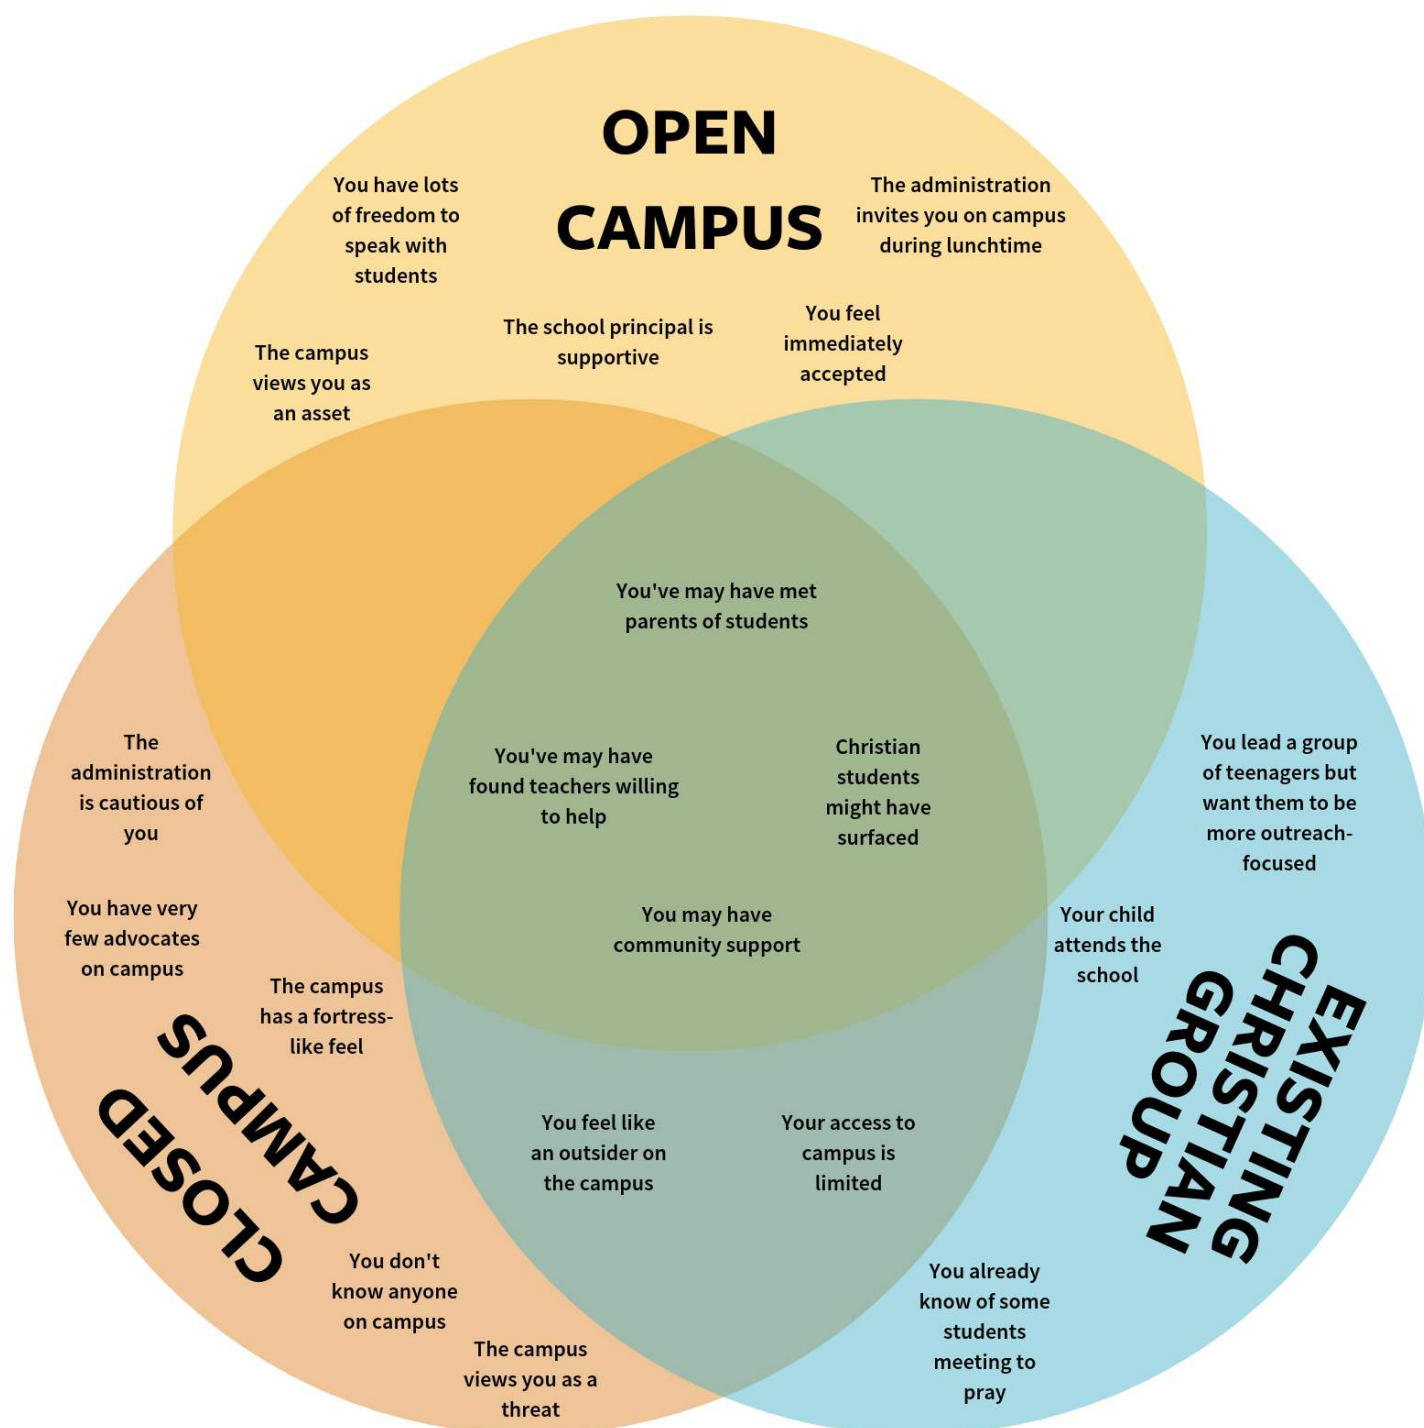 OPEN
CAMPUS
You have lots
of freedom to
speak with
students
The administration
invites you on campus
during lunchtime
The school principal is
supportive
You feel
immediately
accepted
The campus
views you as
an asset
You've may have met
parents of students
You've may have
found teachers willing
to help
Christian
students
might have
surfaced
You may have
community support
The
administration
is cautious of
you
You have very
few advocates
on campus
The campus
has a fortress-
like feel
CLOSED
CAMPUS
You don't
know anyone
on campus
The campus
views you as a
threat
You feel like
an outsider on
the campus
Your access to
campus is
limited
You lead a group
of teenagers but
want them to be
more outreach-
focused
Your child
attends the
school
EXISTING
CHRISTIAN
GROUP
You already
know of some
students
meeting to
pray